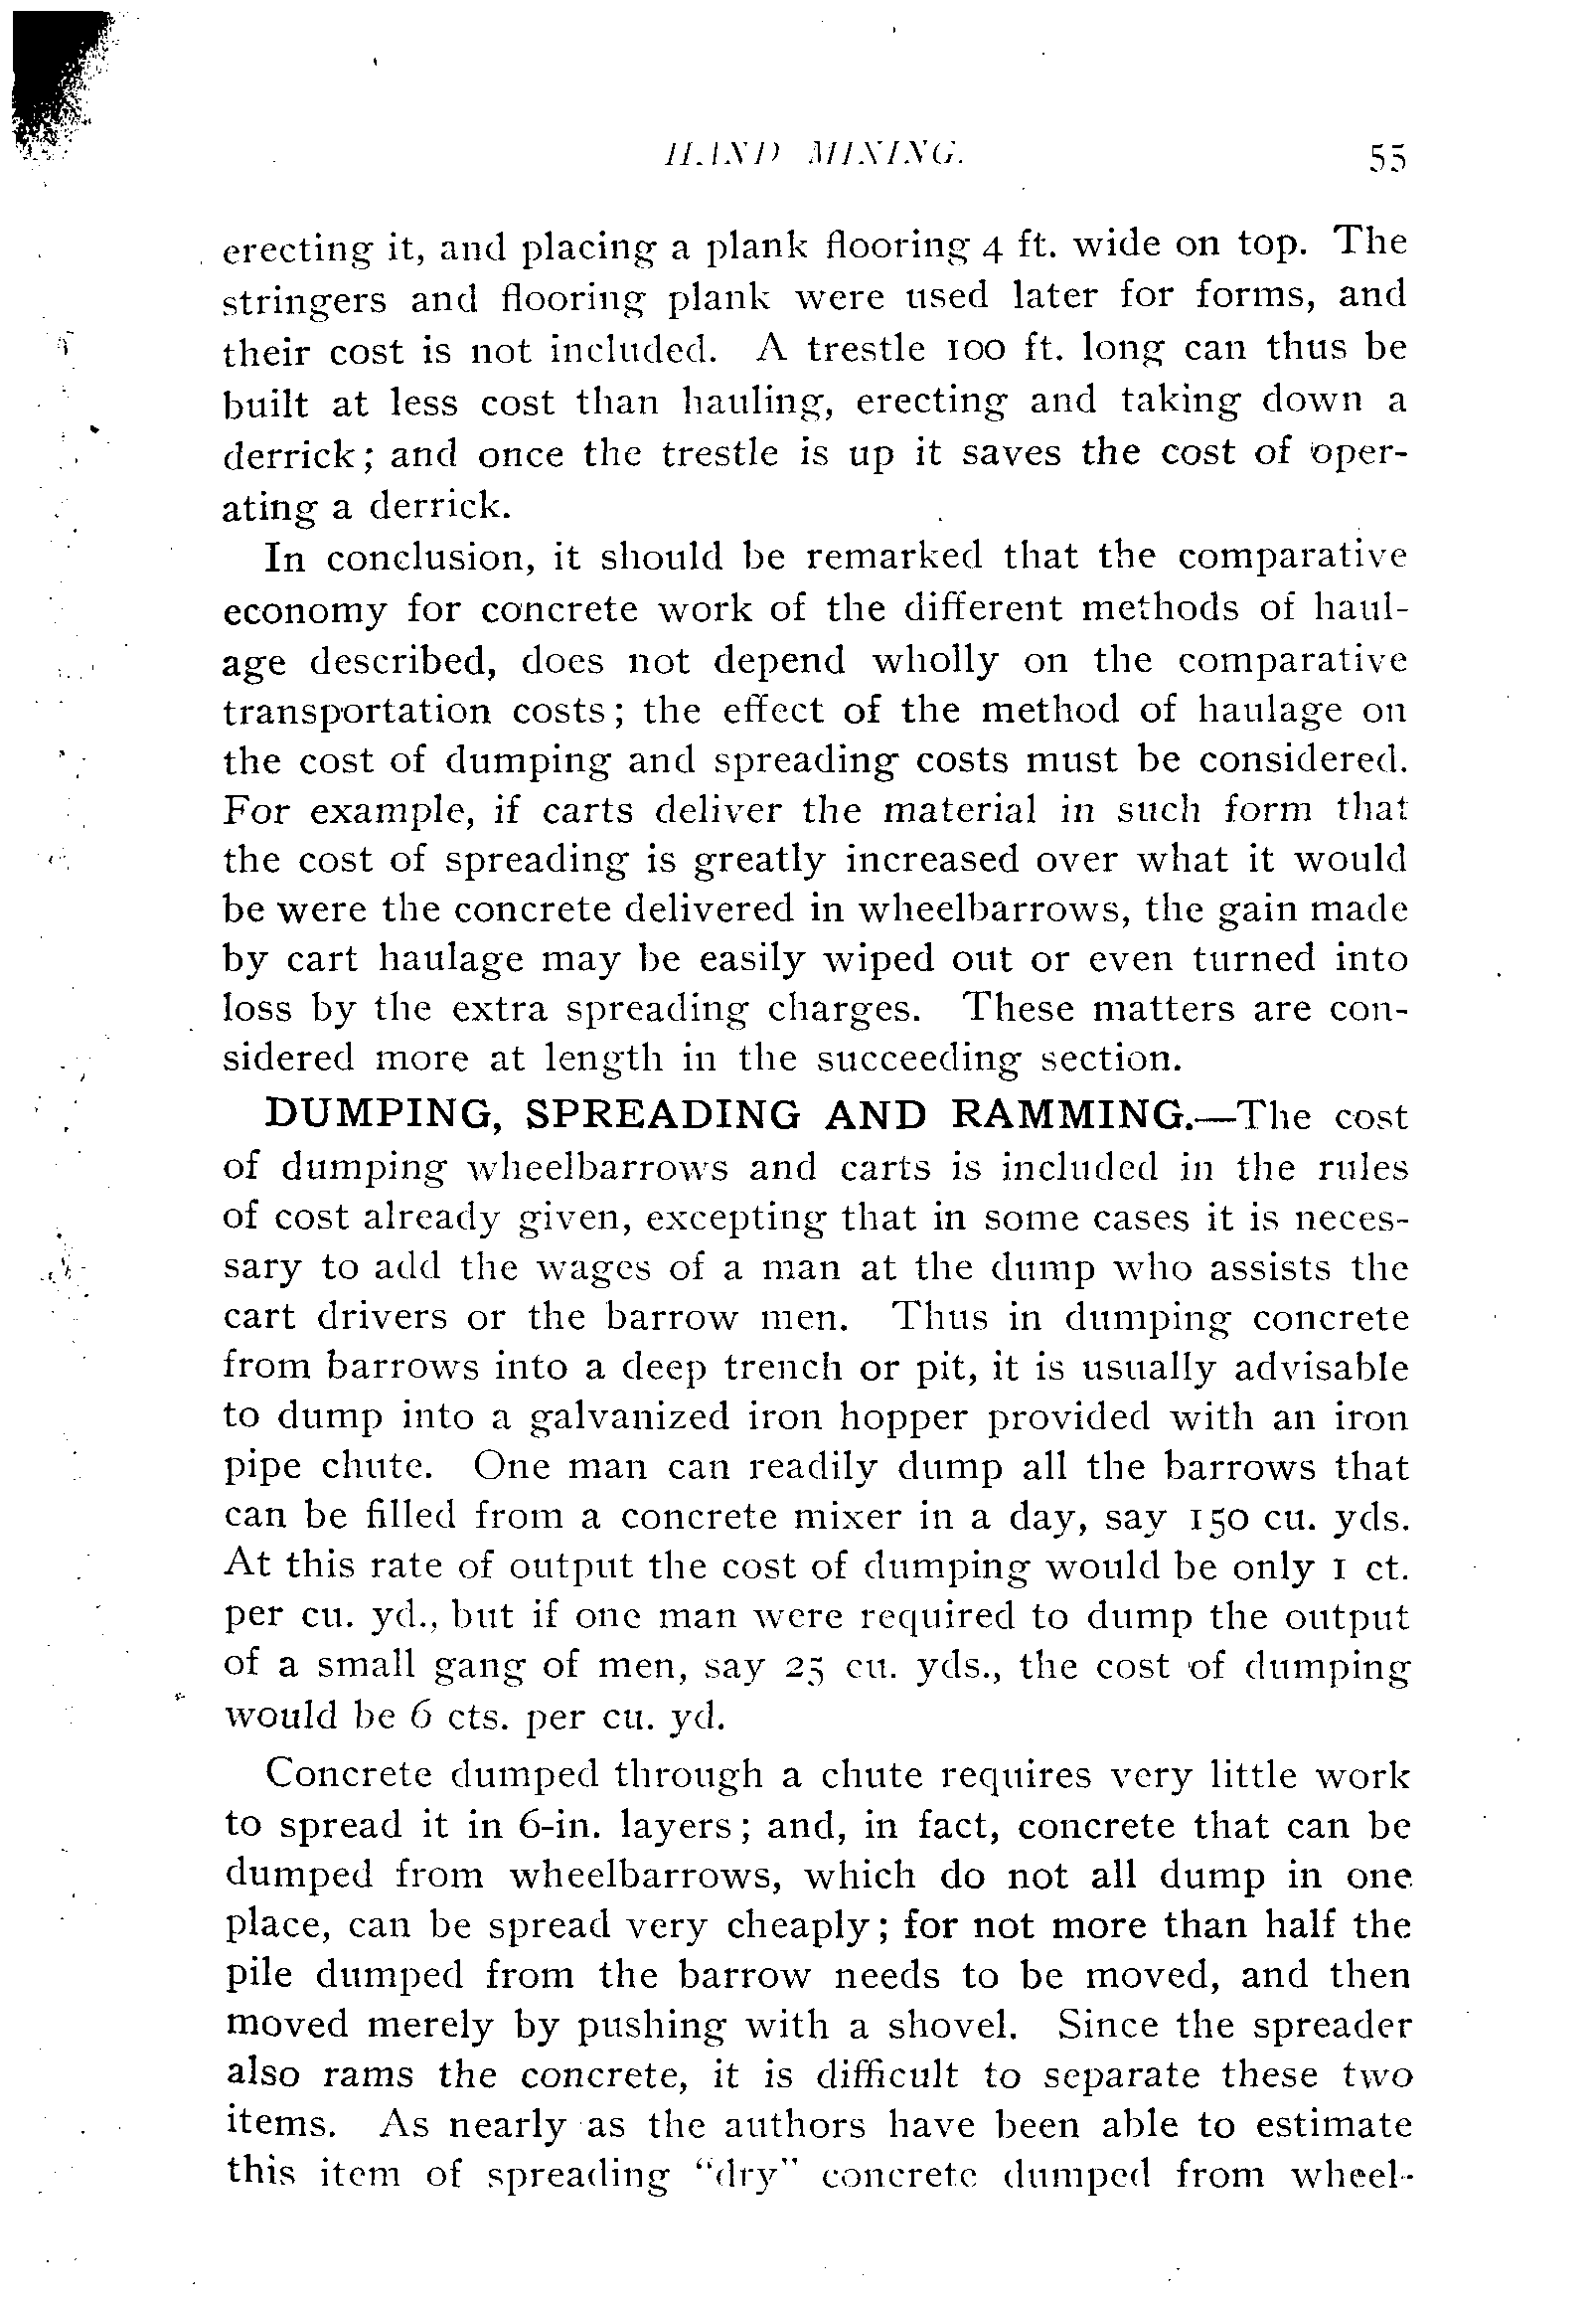 HAND MIXING. 55
erecting it, and placing a plank flooring 4 ft. wide on top. The
stringers and flooring plank were used later for forms, and
their cost is not included. A trestle 100 ft. long can thus be
built at less cost than hauling, erecting and taking down a
derrick; and once the trestle is up it saves the cost of oper-
ating a derrick.
In conclusion, it should be remarked that the comparative
economy for concrete work of the different methods of haul-
age described, does not depend wholly on the comparative
transportation costs; the effect of the method of haulage on
the cost of dumping and spreading costs must be considered.
For example, if carts deliver the material in such form that
the cost of spreading is greatly increased over what it would
be were the concrete delivered in wheelbarrows, the gain made
by cart haulage may be easily wiped out or even turned into
loss by the extra spreading charges. These matters are con-
sidered more at length in the succeeding section.
DUMPING, SPREADING AND RAMMING.—The cost
of dumping wheelbarrows and carts is included in the rules
of cost already given, excepting that in some cases it is neces-
sary to add the wages of a man at the dump who assists the
cart drivers or the barrow men. Thus in dumping concrete
from barrows into a deep trench or pit, it is usually advisable
to dump into a galvanized iron hopper provided with an iron
pipe chute. One man can readily dump all the barrows that
can be filled from a concrete mixer in a day, say 150 cu. yds.
At this rate of output the cost of dumping would be only 1 ct.
per cu. yd., but if one man were required to dump the output
of a small gang of men, say 25 cu. yds., the cost of dumping
would be 6 cts. per cu. yd.
Concrete dumped through a chute requires very little work
to spread it in 6-in. layers; and, in fact, concrete that can be
dumped from wheelbarrows, which do not all dump in one
place, can be spread very cheaply; for not more than half the
pile dumped from the barrow needs to be moved, and then
moved merely by pushing with a shovel. Since the spreader
also rams the concrete, it is difficult to separate these two
items. As nearly as the authors have been able to estimate
this item of spreading "dry" concrete dumped from wheel-